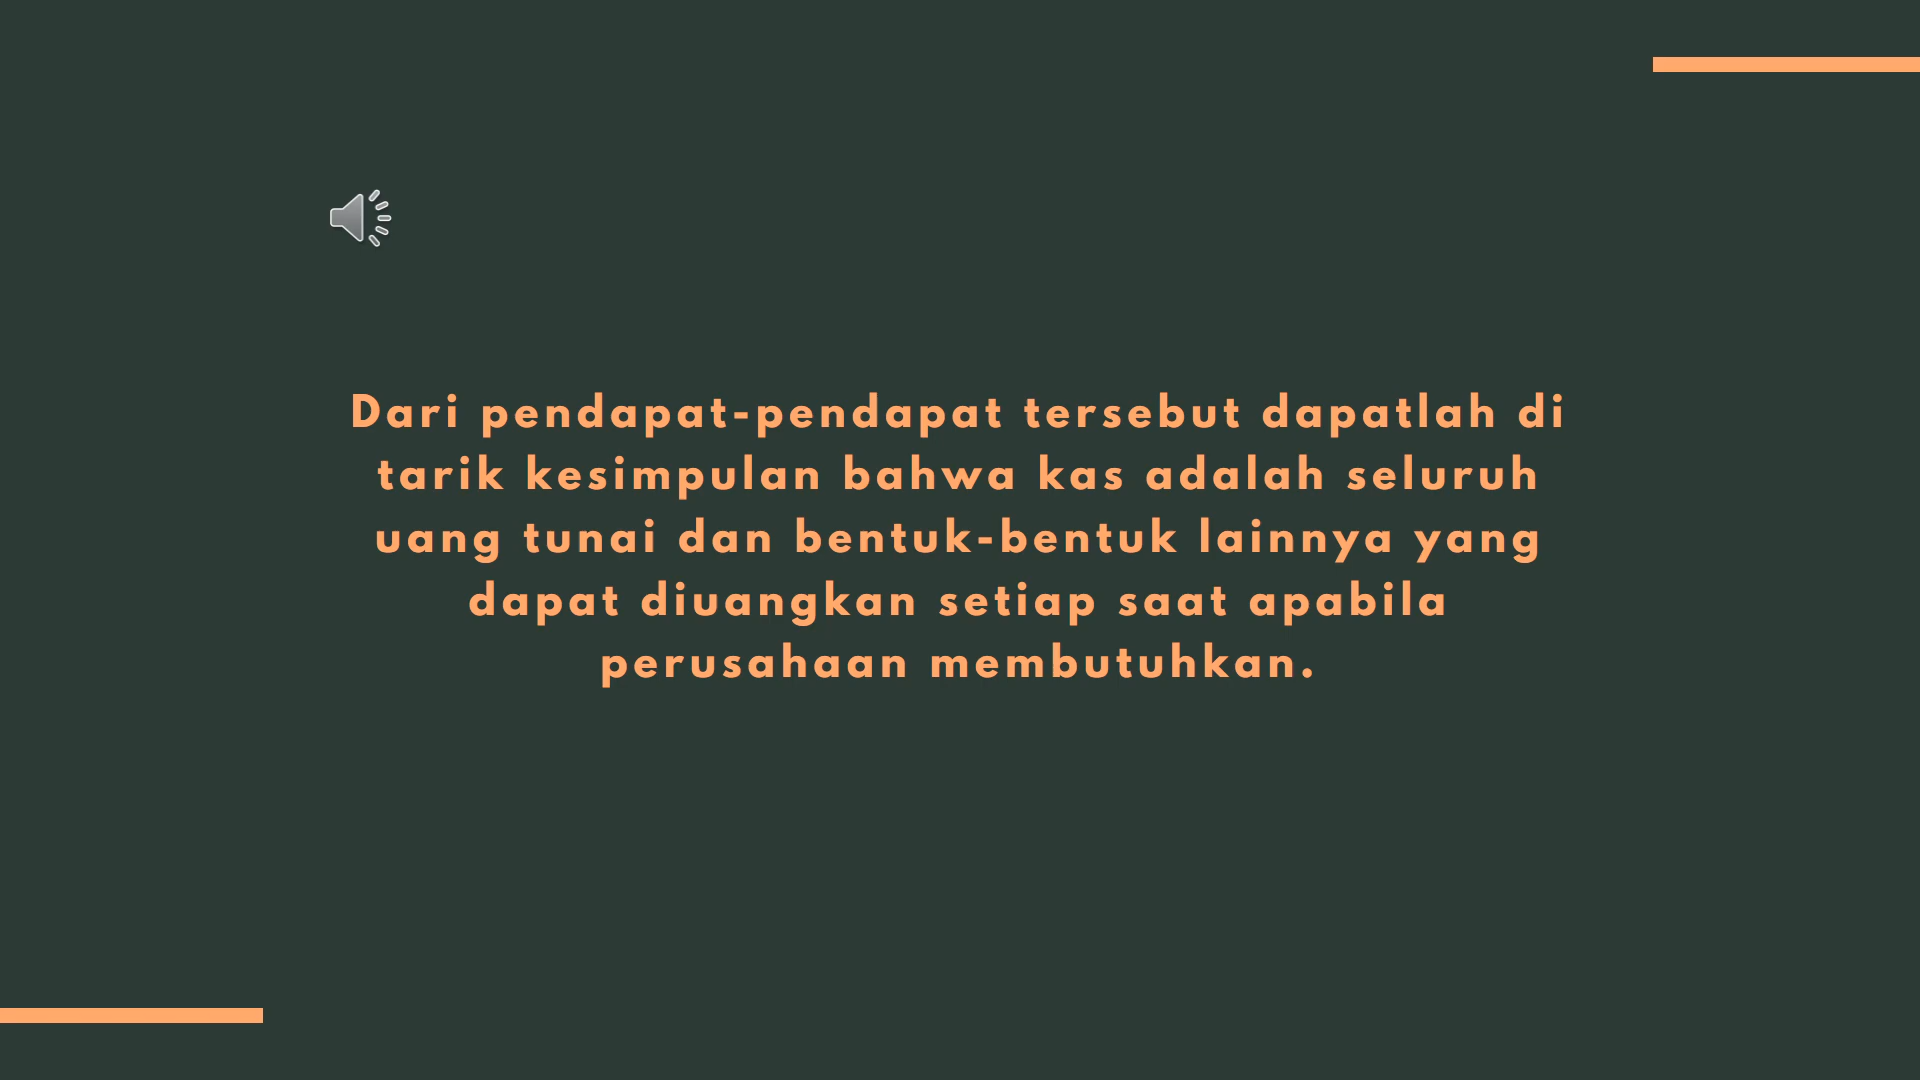 Dari pendapat-pendapat tersebut dapatlah di
tarik kesimpulan bahwa kas adalah seluruh
uang tunai dan bentuk-bentuk lainnya yang
dapat diuangkan setiap saat apabila
perusahaan membutuhkan.